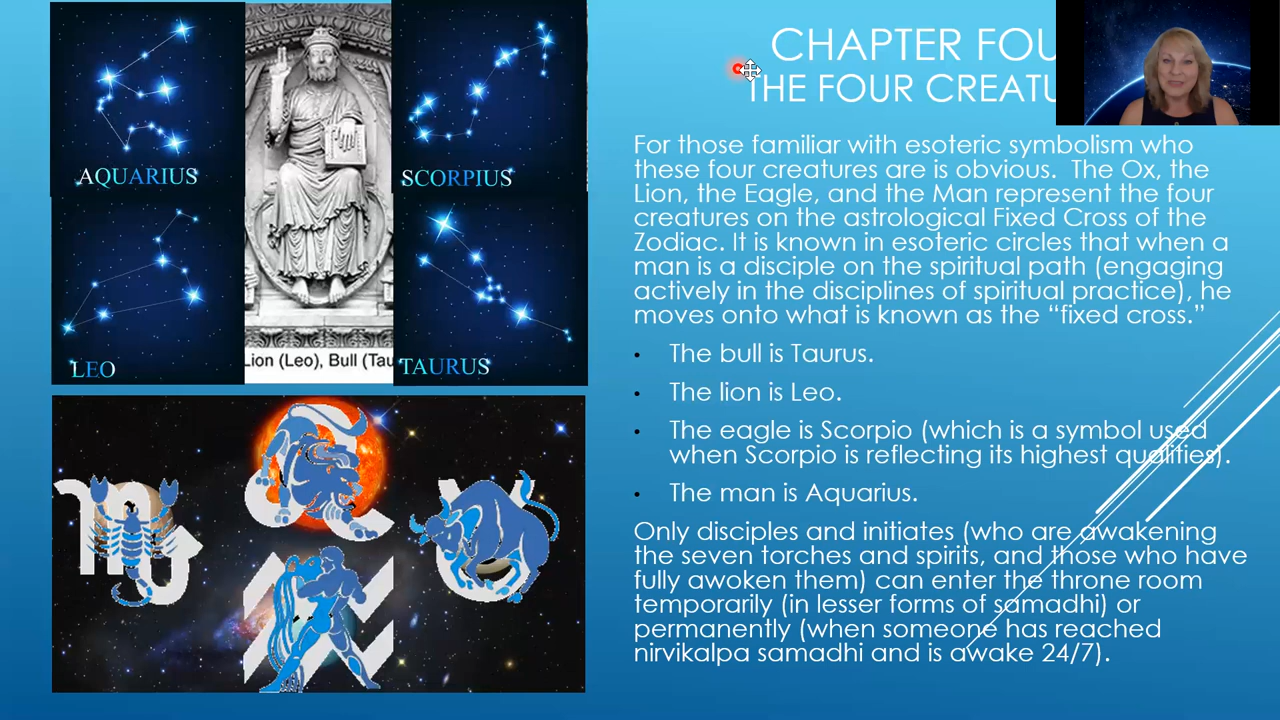 CHAPTER FOU
THE FOUR CREATU
AQUARIUS
SCORPIUS
LEO
Lion (Leo), Bull (Tau
TAURUS
For those familiar with esoteric symbolism who
these four creatures are is obvious. The Ox, the
Lion, the Eagle, and the Man represent the four
creatures on the astrological Fixed Cross of the
Zodiac. It is known in esoteric circles that when a
man is a disciple on the spiritual path (engaging
actively in the disciplines of spiritual practice), he
moves onto what is known as the “fixed cross.”
• The bull is Taurus.
• The lion is Leo.
• The eagle is Scorpio (which is a symbol used
when Scorpio is reflecting its highest qualities).
• The man is Aquarius.
Only disciples and initiates (who are awakening
the seven torches and spirits, and those who have
fully awoken them) can enter the throne room
temporarily (in lesser forms of samadhi) or
permanently (when someone has reached
nirvikalpa samadhi and is awake 24/7).